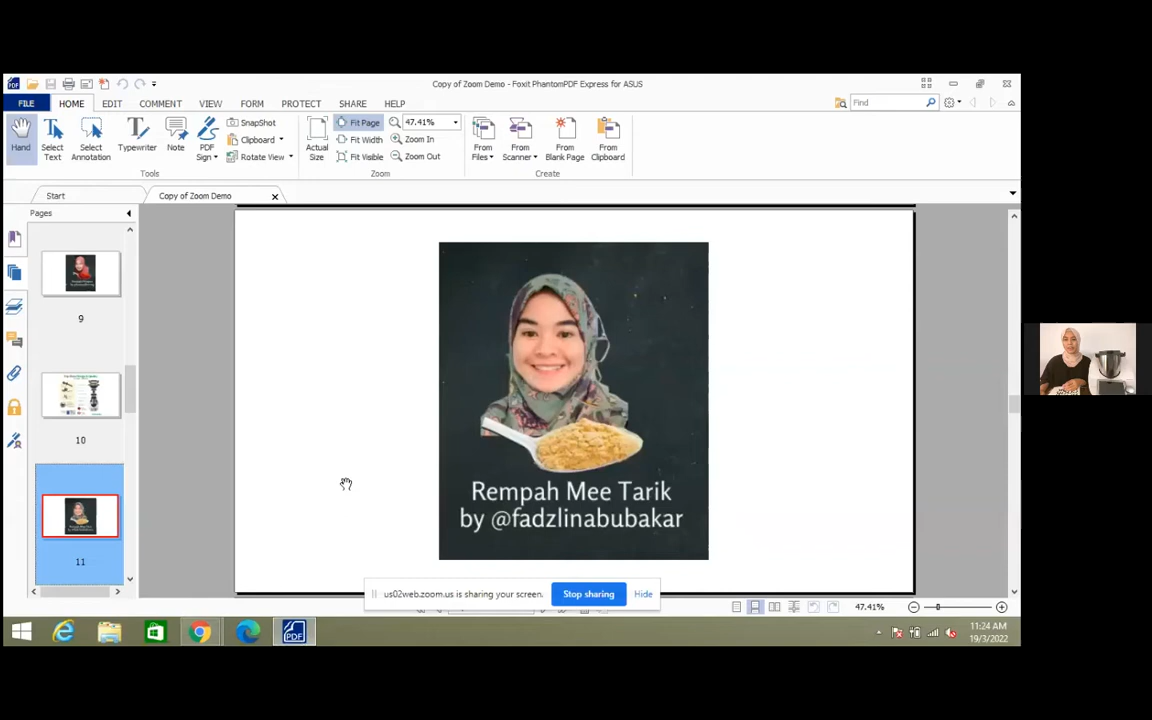 Copy of Zoom Demo - Foxit PhantomPDF Express for ASUS
FILE HOME EDIT COMMENT VIEW FORM PROTECT SHARE HELP
Find
Hand
Select Text
Select Annotation
Typewriter
Note
PDF Sign
SnapShot
Clipboard
Rotate View
Actual Size
Fit Page
Fit Width
Fit Visible
47.41%
Zoom In
Zoom Out
From Files
From Scanner
From Blank Page
From Clipboard
Tools
Zoom
Create
Start
Copy of Zoom Demo
Pages
9
10
11
Rempah Mee Tarik
by @fadzlinabubakar
us02web.zoom.us is sharing your screen.
Stop sharing
Hide
47.41%
11:24 AM
19/3/2022